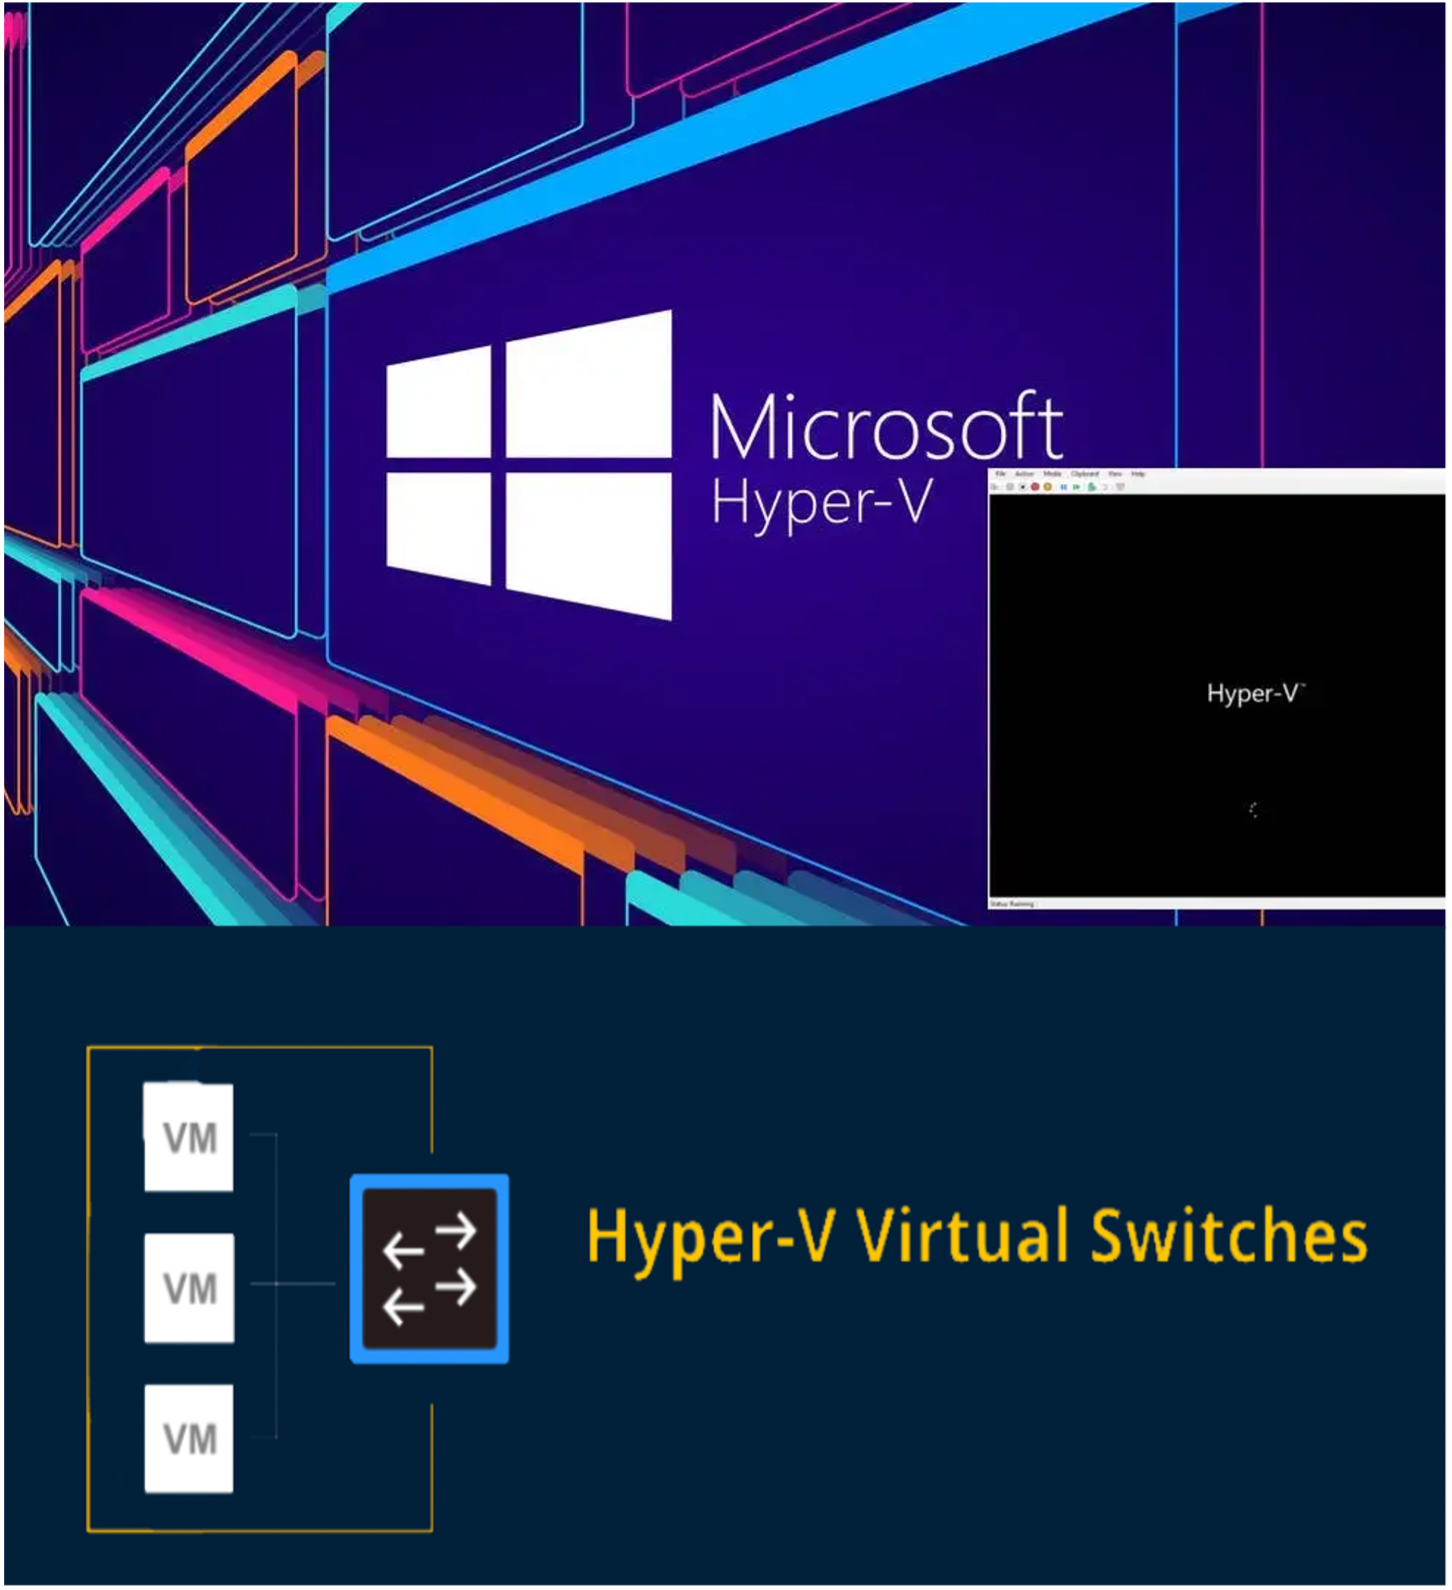 Microsoft
Hyper-V
File Action Media Clipboard View Help
Hyper-V™
Status: Running
VM
VM
VM
Hyper-V Virtual Switches